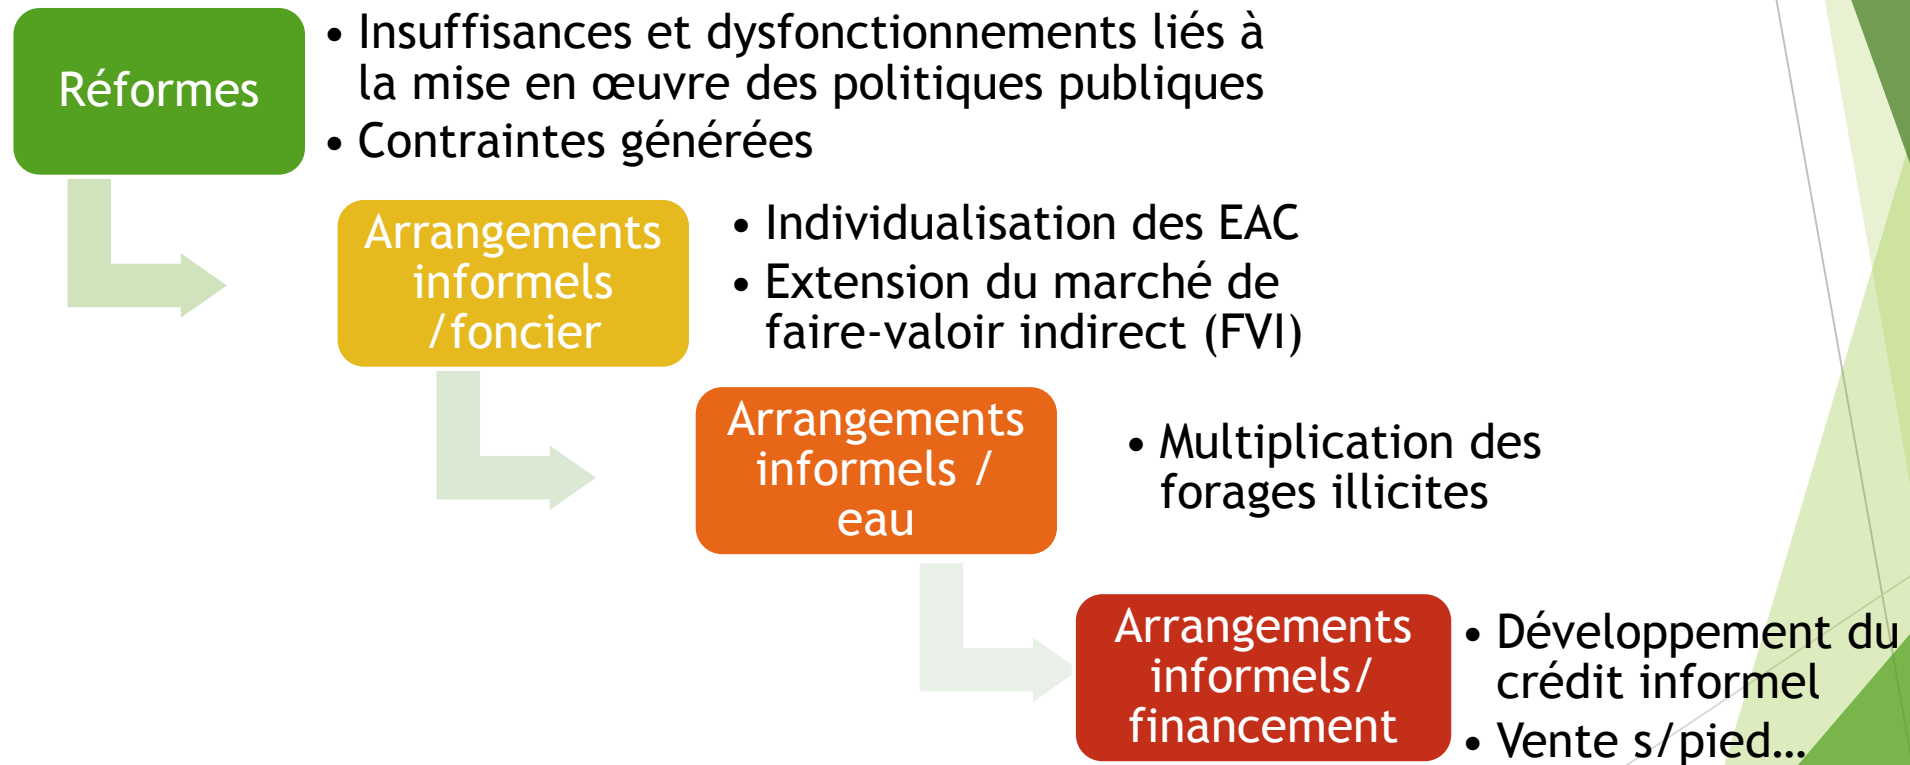 Réformes
• Insuffisances et dysfonctionnements liés à
la mise en œuvre des politiques publiques
• Contraintes générées
Arrangements
informels
/foncier
• Individualisation des EAC
• Extension du marché de
faire-valoir indirect (FVI)
Arrangements
informels /
eau
• Multiplication des
forages illicites
Arrangements
informels/
financement
• Développement du
crédit informel
• Vente s/pied…